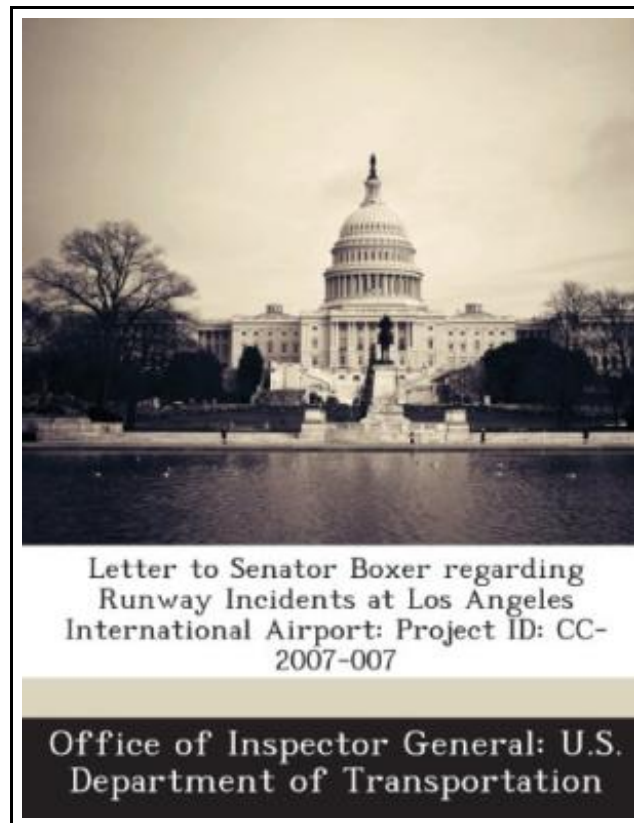 Letter to Senator Boxer regarding
Runway Incidents at Los Angeles
International Airport: Project ID: CC-
2007-007
Office of Inspector General: U.S.
Department of Transportation